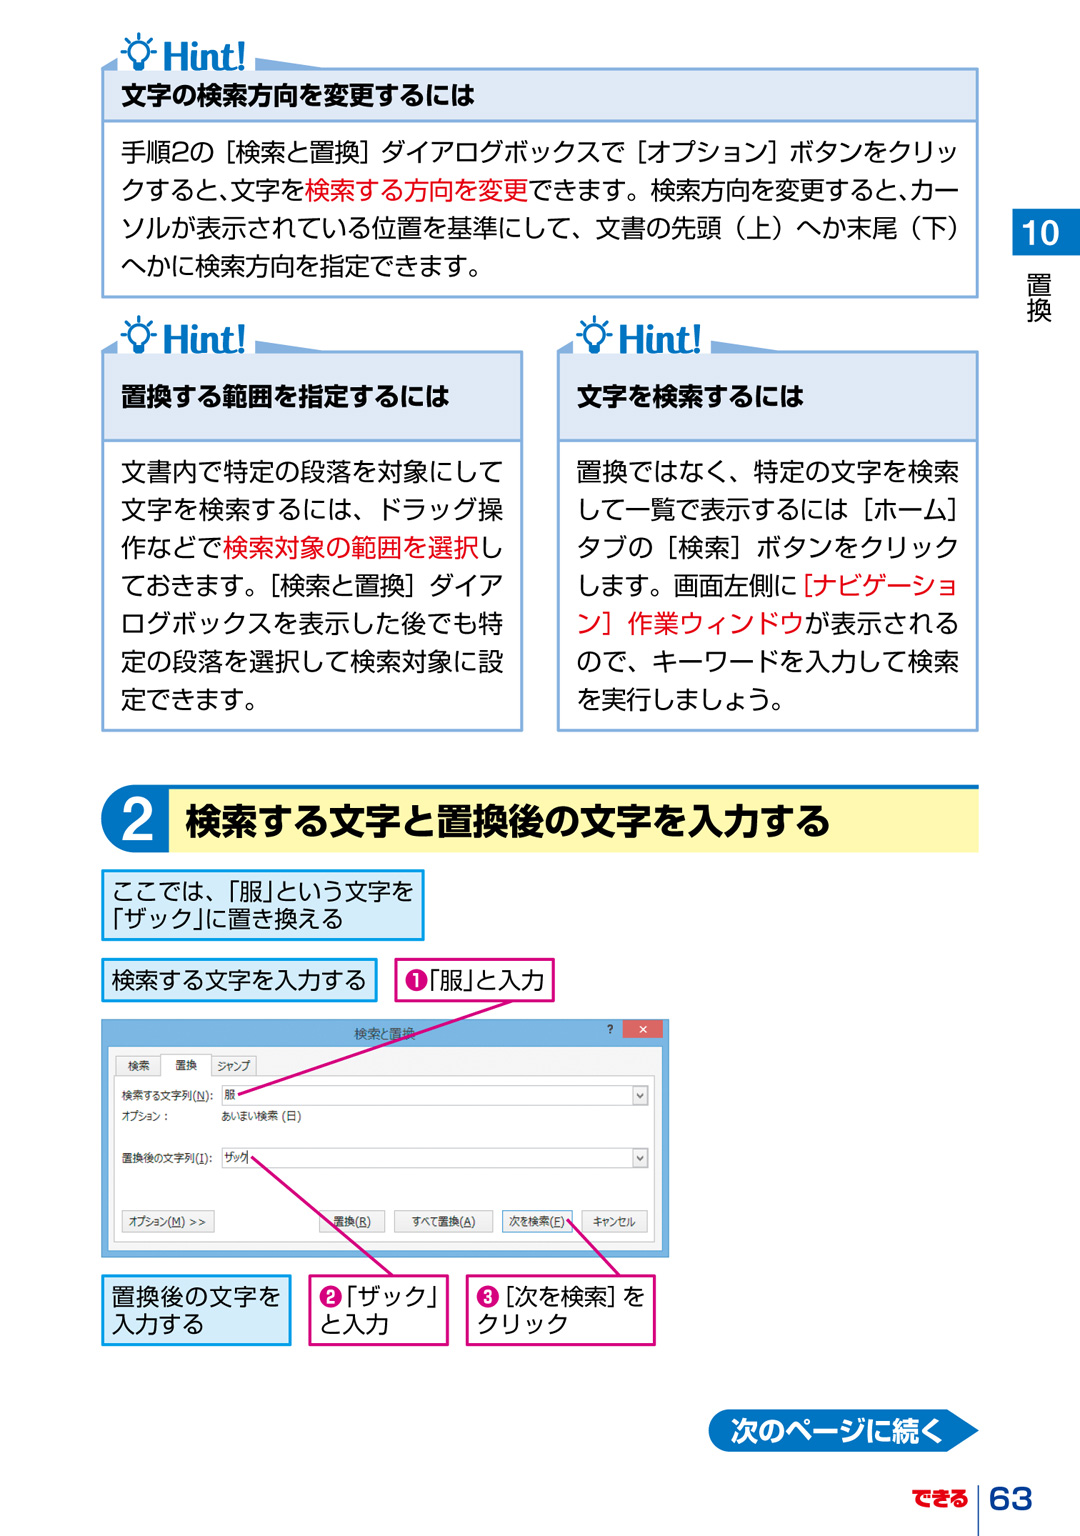 Hint!
文字の検索方向を変更するには
手順2の［検索と置換］ダイアログボックスで［オプション］ボタンをクリッ
クすると、文字を検索する方向を変更できます。検索方向を変更すると、カー
ソルが表示されている位置を基準にして、文書の先頭（上）へか末尾（下）
へかに検索方向を指定できます。
10
置換
Hint!
置換する範囲を指定するには
文書内で特定の段落を対象にして
文字を検索するには、ドラッグ操
作などで検索対象の範囲を選択し
ておきます。［検索と置換］ダイア
ログボックスを表示した後でも特
定の段落を選択して検索対象に設
定できます。
Hint!
文字を検索するには
置換ではなく、特定の文字を検索
して一覧で表示するには［ホーム］
タブの［検索］ボタンをクリック
します。画面左側に［ナビゲーショ
ン］作業ウィンドウが表示される
ので、キーワードを入力して検索
を実行しましょう。
2 検索する文字と置換後の文字を入力する
ここでは、「服」という文字を
「ザック」に置き換える
検索する文字を入力する
❶「服」と入力
検索と置換 ? ×
検索 置換 ジャンプ
検索する文字列(N): 服
オプション： あいまい検索 (日)
置換後の文字列(I): ザック
オプション(M) >> 置換(R) すべて置換(A) 次を検索(F) キャンセル
置換後の文字を
入力する
❷「ザック」
と入力
❸［次を検索］を
クリック
次のページに続く
できる 63